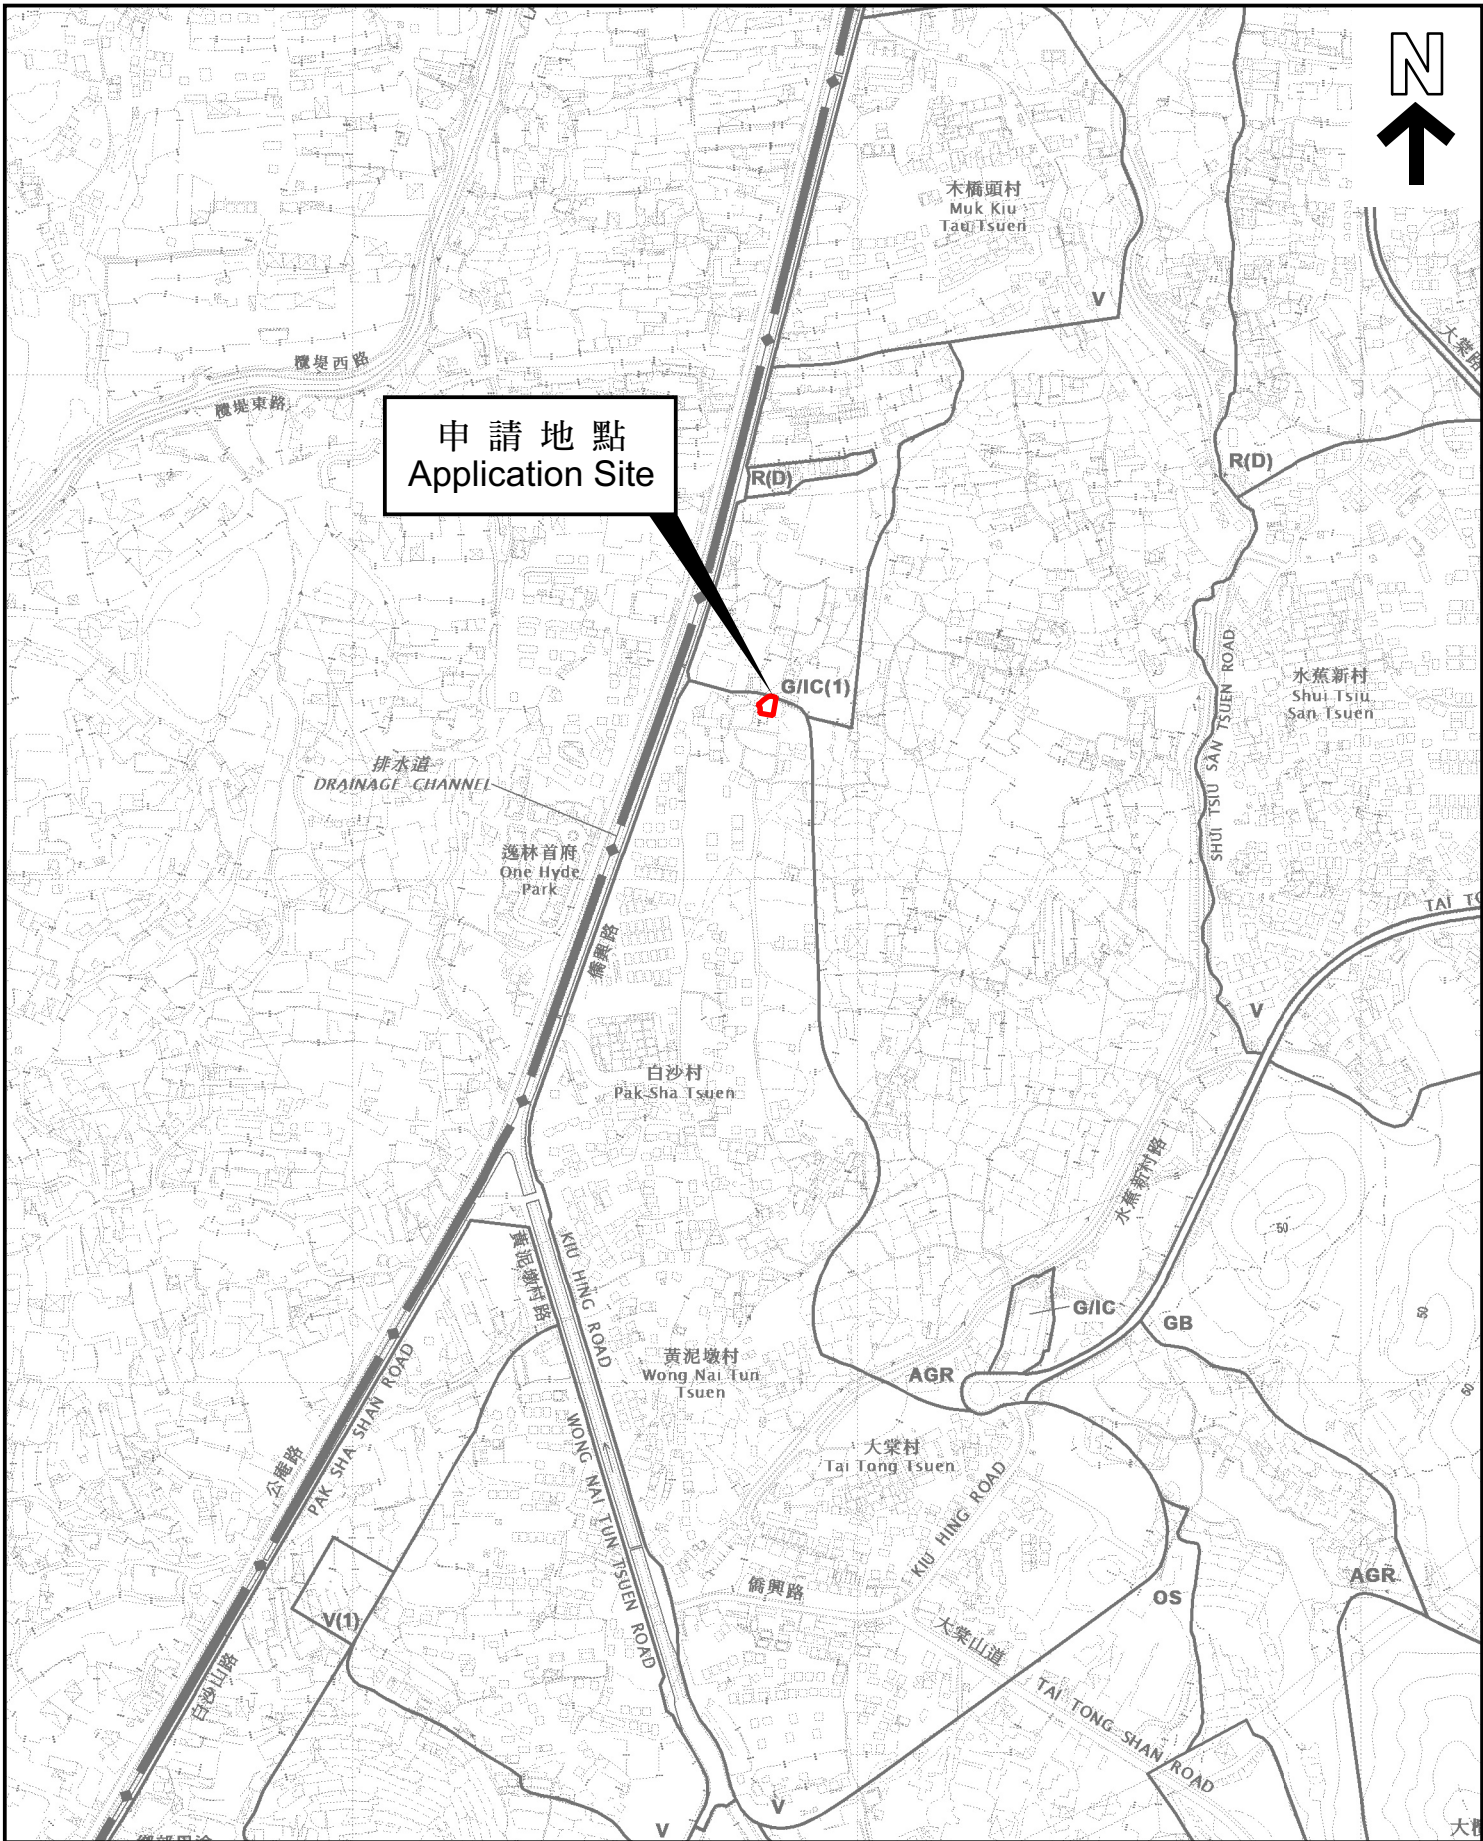 N
木橋頭村
Muk Kiu
Tau Tsuen
V
大棠路
欖堤西路
欖堤東路
申請地點
Application Site
R(D)
R(D)
G/IC(1)
SHUI TSIU SAN TSUEN ROAD
水蕉新村
Shui Tsiu
San Tsuen
排水道
DRAINAGE CHANNEL
逸林首府
One Hyde
Park
TAI TO
僑興路
V
白沙村
Pak Sha Tsuen
水蕉新村路
50
黃泥墩村路
KIU HING ROAD
G/IC
GB
50
黃泥墩村
Wong Nai Tun
Tsuen
AGR
50
PAK SHA SHAN ROAD
公庵路
WONG NAI TUN TSUEN ROAD
大棠村
Tai Tong Tsuen
KIU HING ROAD
僑興路
OS
AGR
V(1)
白沙山路
大棠山道
TAI TONG SHAN ROAD
V
V